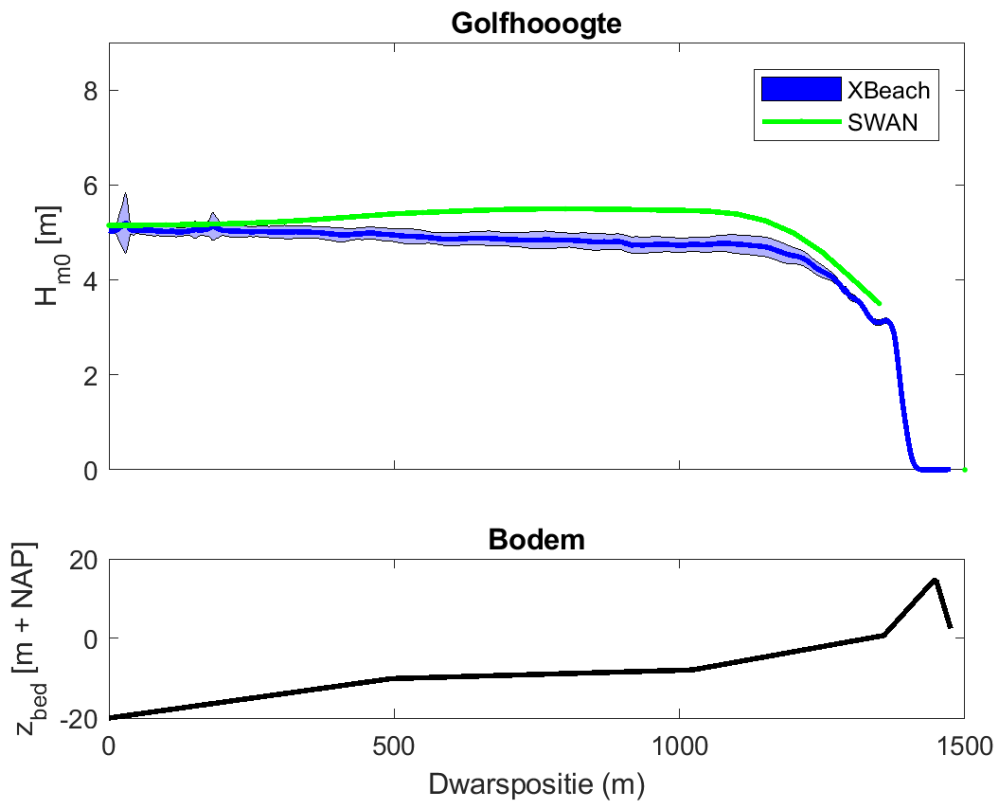 Golfhooogte
8
6
4
2
0
H_m0 [m]
XBeach
SWAN
Bodem
20
0
-20
z_bed [m + NAP]
0
500
1000
1500
Dwarspositie (m)